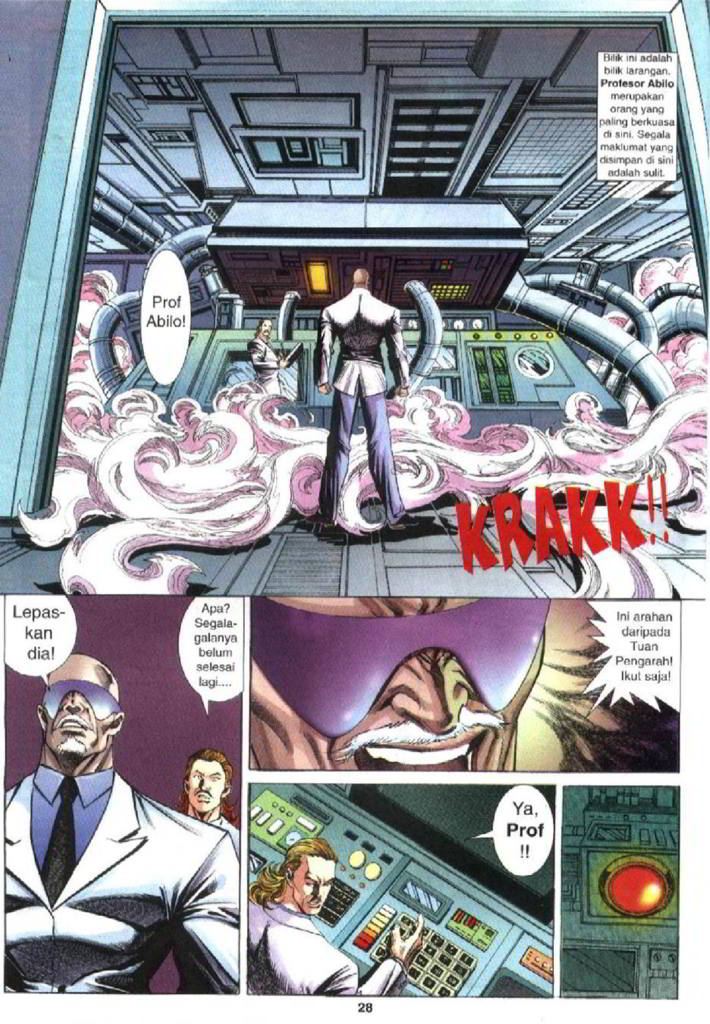 Bilik ini adalah
bilik larangan.
Profesor Abilo
merupakan
orang yang
paling berkuasa
di sini. Segala
maklumat yang
disimpan di sini
adalah sulit.
Prof
Abilo!
KRAKK!!
Lepas-
kan
dia!
Apa?
Segala-
galanya
belum
selesai
lagi....
Ini arahan
daripada
Tuan
Pengarah!
Ikut saja!
Ya,
Prof
!!
28